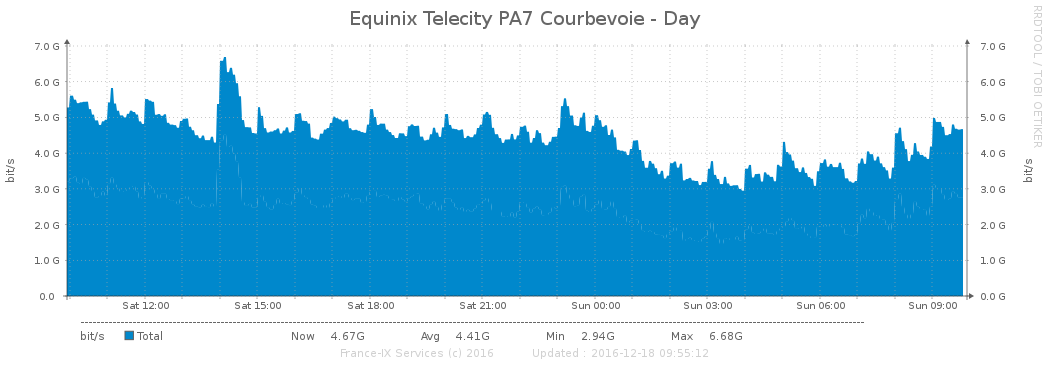 Equinix Telecity PA7 Courbevoie - Day
RRDTOOL / TOBI OETIKER
7.0 G 7.0 G
6.0 G 6.0 G
5.0 G 5.0 G
4.0 G 4.0 G
3.0 G 3.0 G
2.0 G 2.0 G
1.0 G 1.0 G
0.0 0.0 G
bit/s
bit/s
Sat 12:00 Sat 15:00 Sat 18:00 Sat 21:00 Sun 00:00 Sun 03:00 Sun 06:00 Sun 09:00
bit/s Total Now 4.67G Avg 4.41G Min 2.94G Max 6.68G
France-IX Services (c) 2016 Updated : 2016-12-18 09:55:12